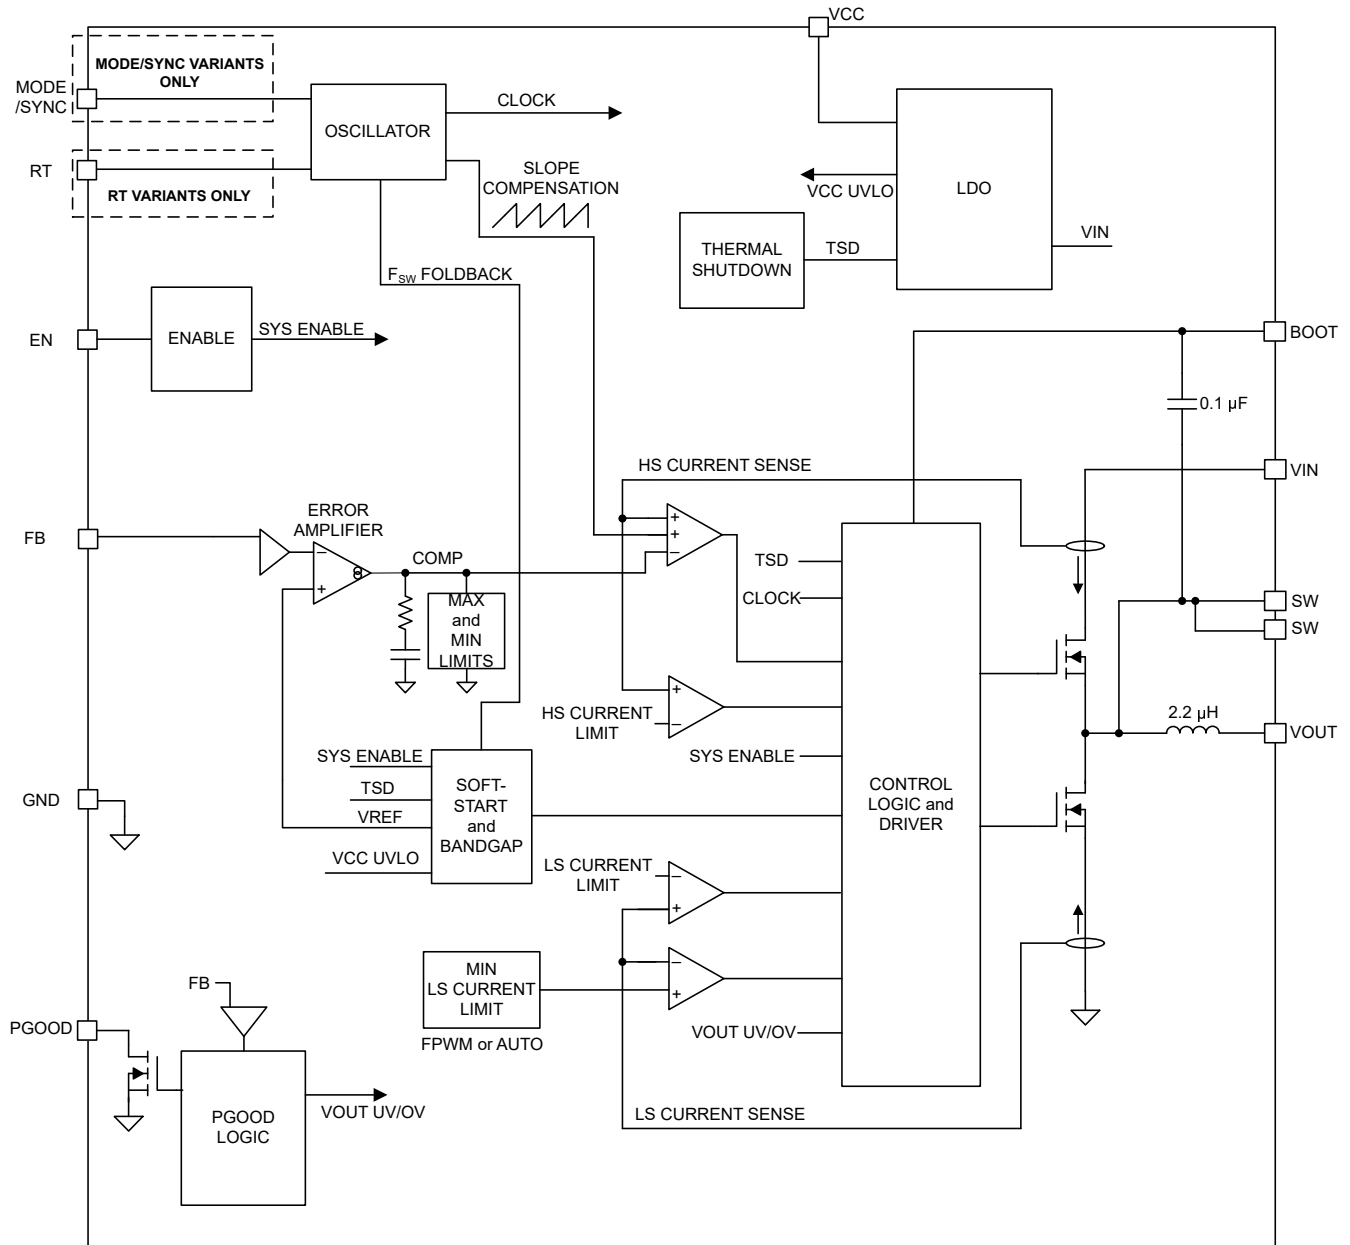 VCC
MODE/SYNC VARIANTS
ONLY
MODE
/SYNC
OSCILLATOR
CLOCK
RT
RT VARIANTS ONLY
SLOPE
COMPENSATION
VCC UVLO
LDO
THERMAL
SHUTDOWN
TSD
VIN
FSW FOLDBACK
EN
ENABLE
SYS ENABLE
BOOT
0.1 µF
HS CURRENT SENSE
VIN
FB
ERROR
AMPLIFIER
−
+
COMP
+
+
−
TSD
CLOCK
MAX
and
MIN
LIMITS
SW
SW
HS CURRENT
LIMIT
+
−
2.2 µH
VOUT
SYS ENABLE
SYS ENABLE
TSD
VREF
VCC UVLO
SOFT-
START
and
BANDGAP
CONTROL
LOGIC and
DRIVER
GND
LS CURRENT
LIMIT
−
+
MIN
LS CURRENT
LIMIT
−
+
FPWM or AUTO
VOUT UV/OV
FB
PGOOD
PGOOD
LOGIC
VOUT UV/OV
LS CURRENT SENSE